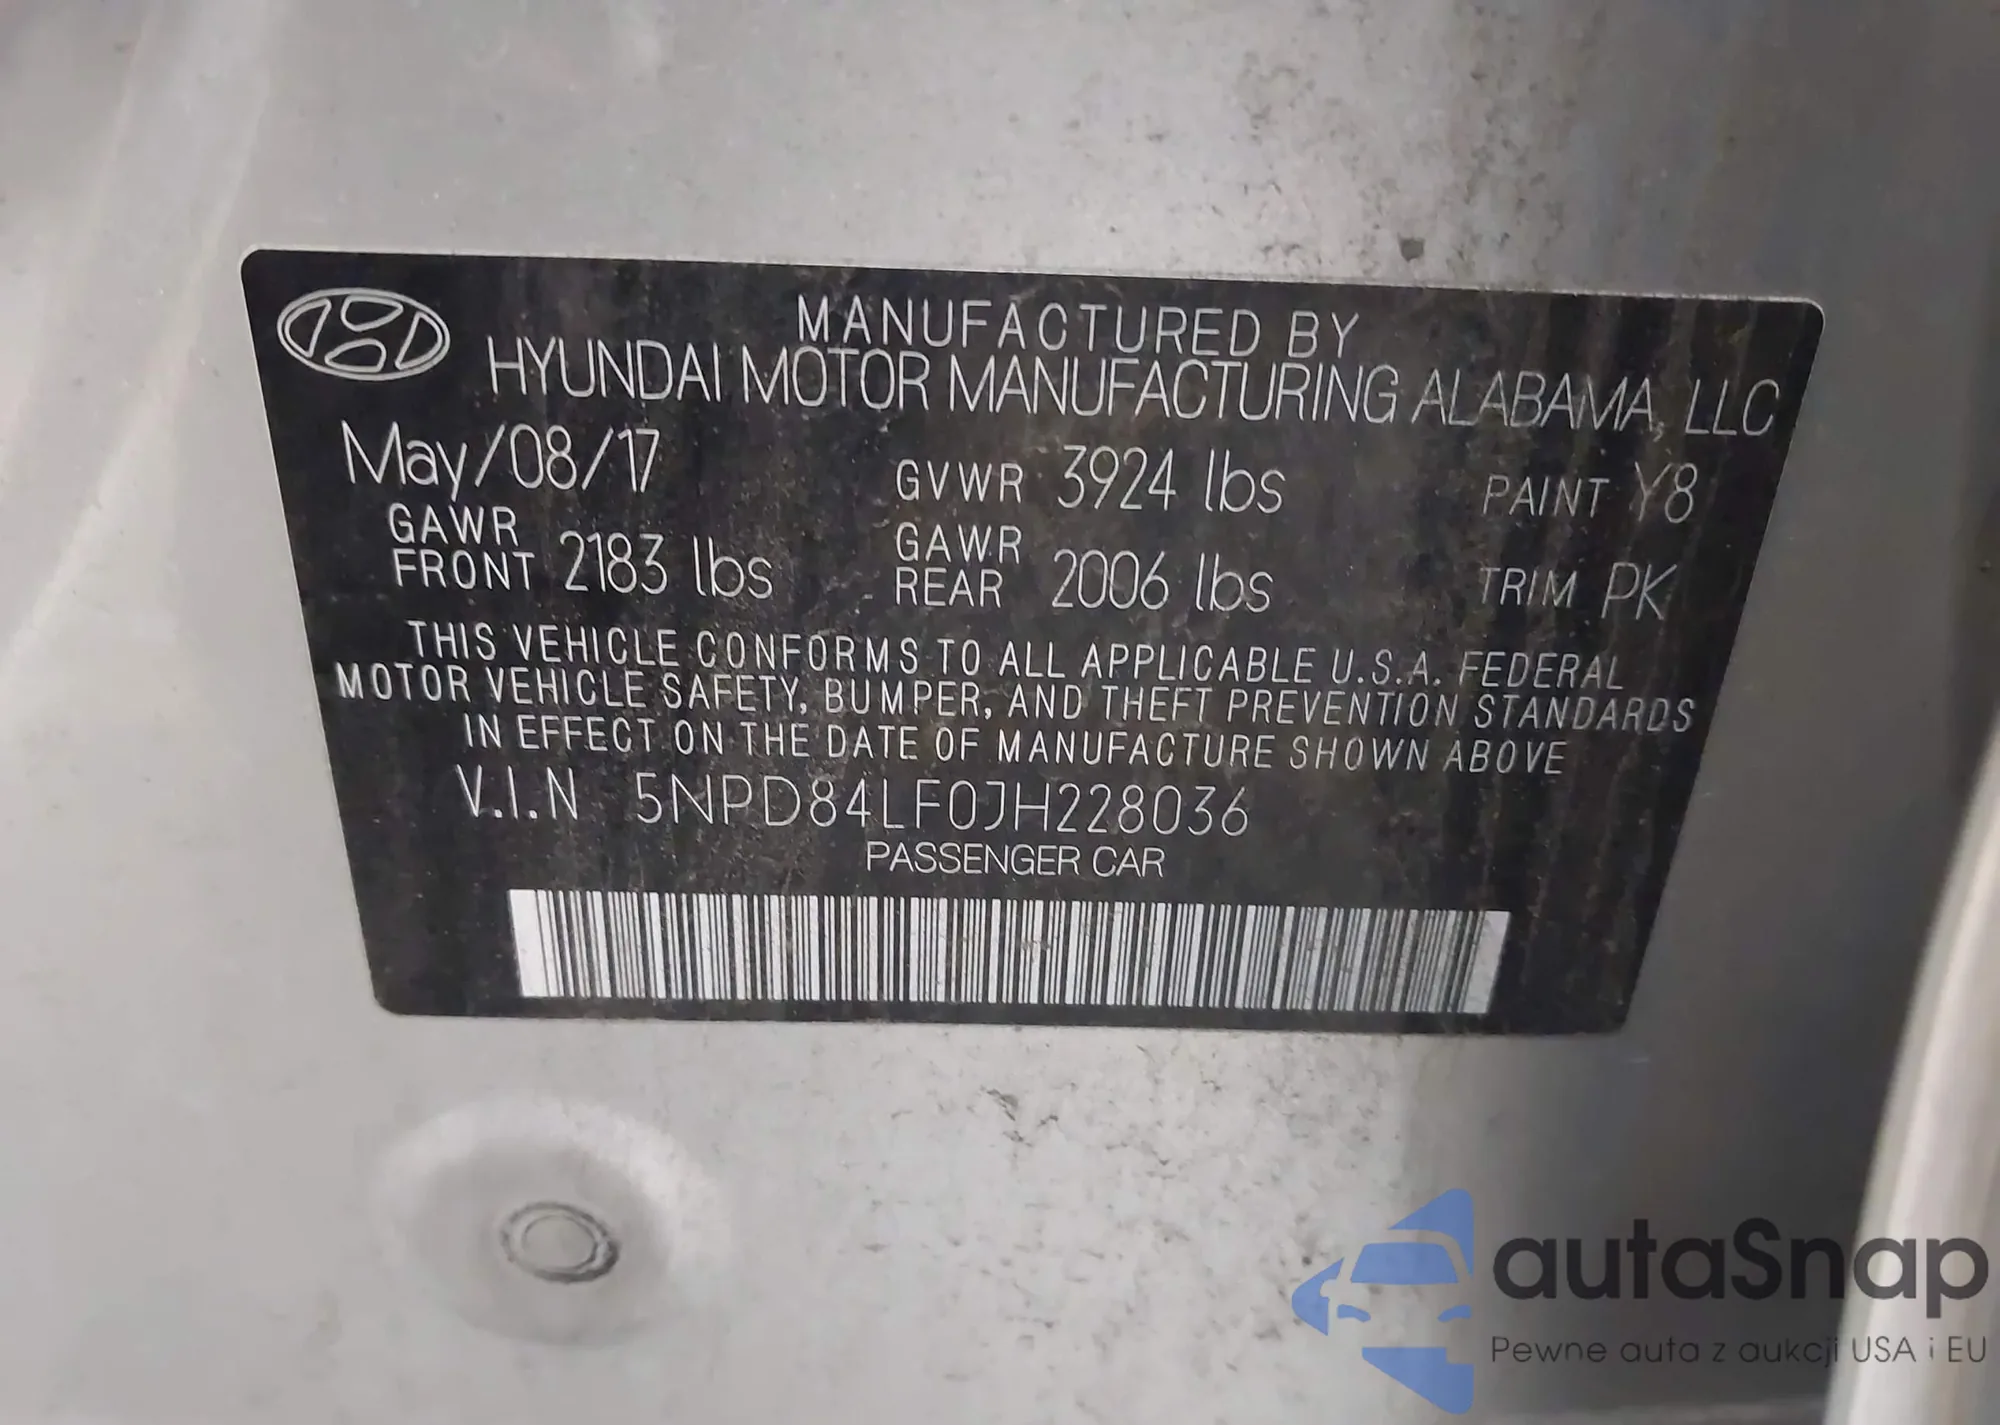 MANUFACTURED BY
HYUNDAI MOTOR MANUFACTURING ALABAMA, LLC
May/08/17 GVWR 3924 lbs PAINT Y8
GAWR FRONT 2183 lbs GAWR REAR 2006 lbs TRIM PK
THIS VEHICLE CONFORMS TO ALL APPLICABLE U.S.A. FEDERAL
MOTOR VEHICLE SAFETY, BUMPER, AND THEFT PREVENTION STANDARDS
IN EFFECT ON THE DATE OF MANUFACTURE SHOWN ABOVE
V.I.N 5NPD84LF0JH228036
PASSENGER CAR
autaSnap
Pewne auta z aukcji USA i EU